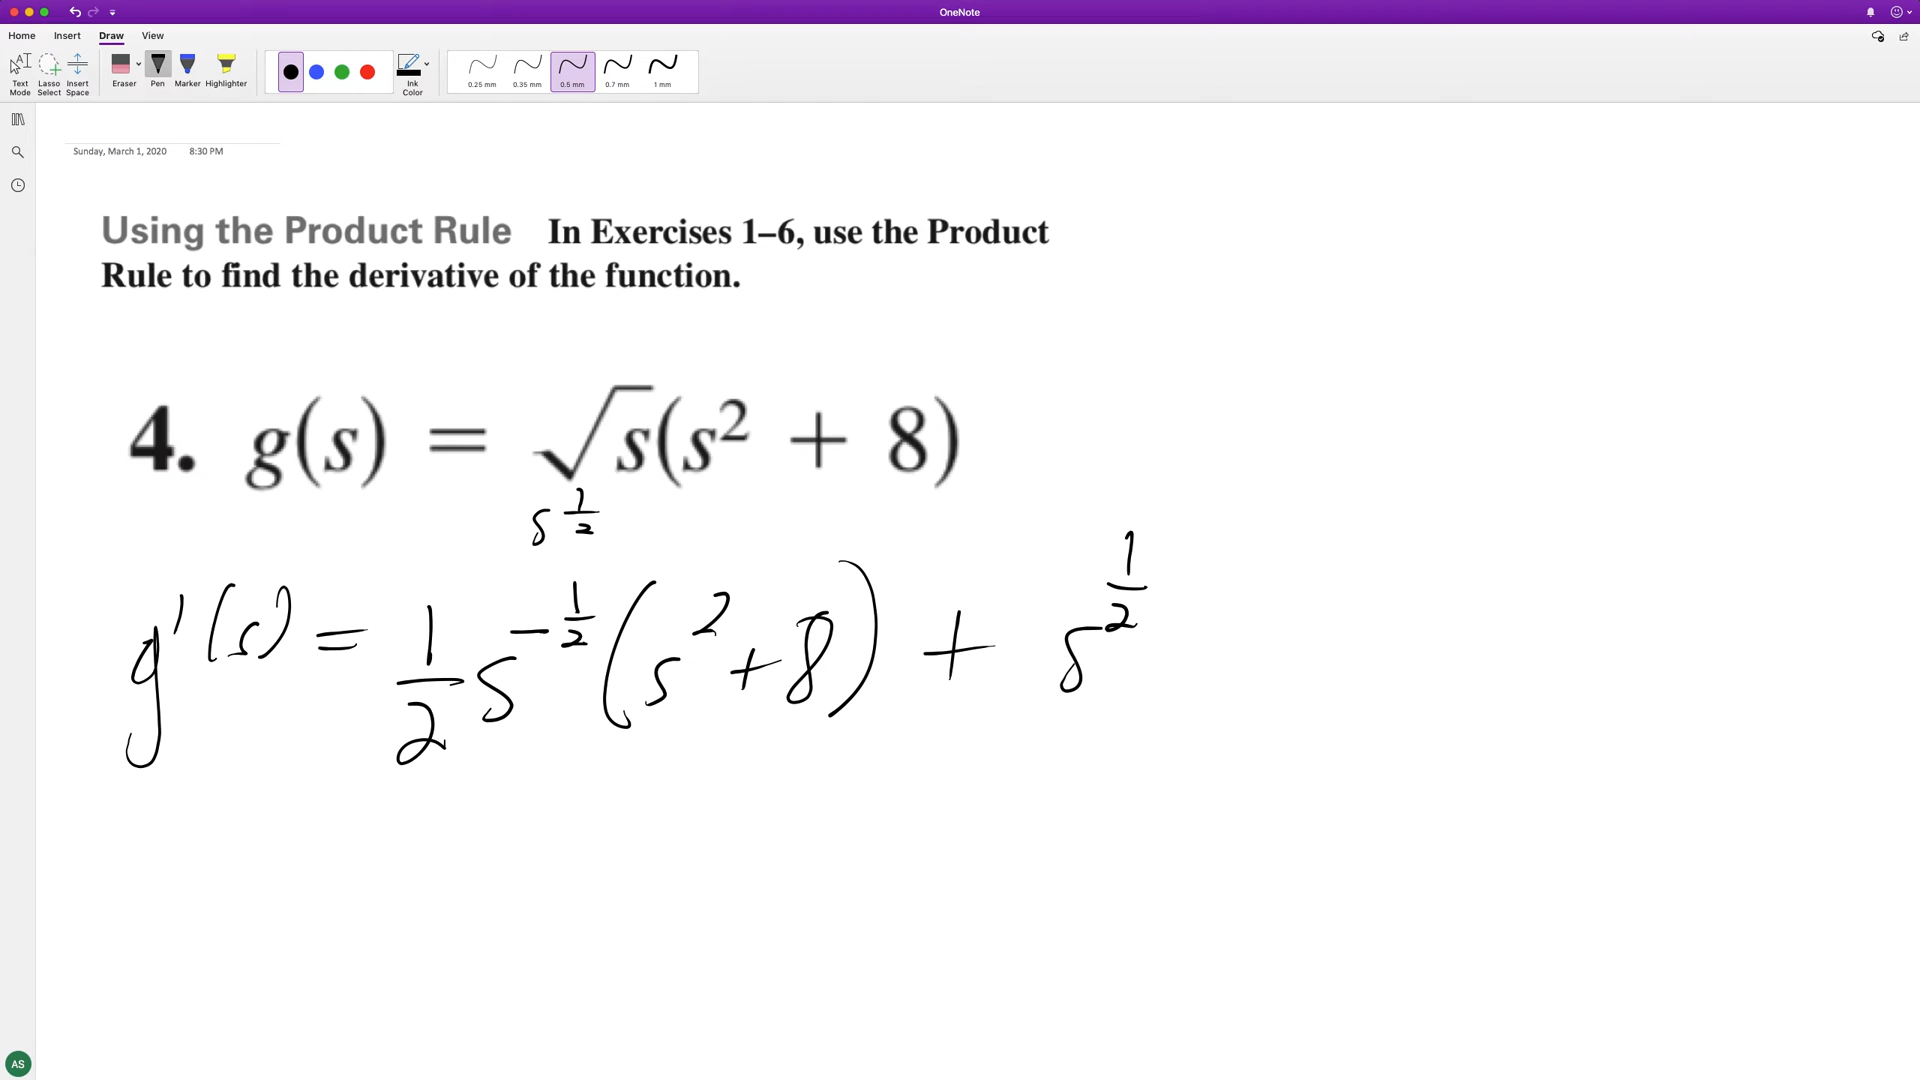 OneNote
Home Insert Draw View
Text Mode Lasso Select Insert Space Eraser Pen Marker Highlighter Ink Color 0.25 mm 0.35 mm 0.5 mm 0.7 mm 1 mm
Sunday, March 1, 2020 8:30 PM
Using the Product Rule In Exercises 1–6, use the Product
Rule to find the derivative of the function.
4. g(s) = √s(s² + 8)
s^(1/2)
g'(s) = 1/2 s^(-1/2) (s² + 8) + s^(1/2)
AS